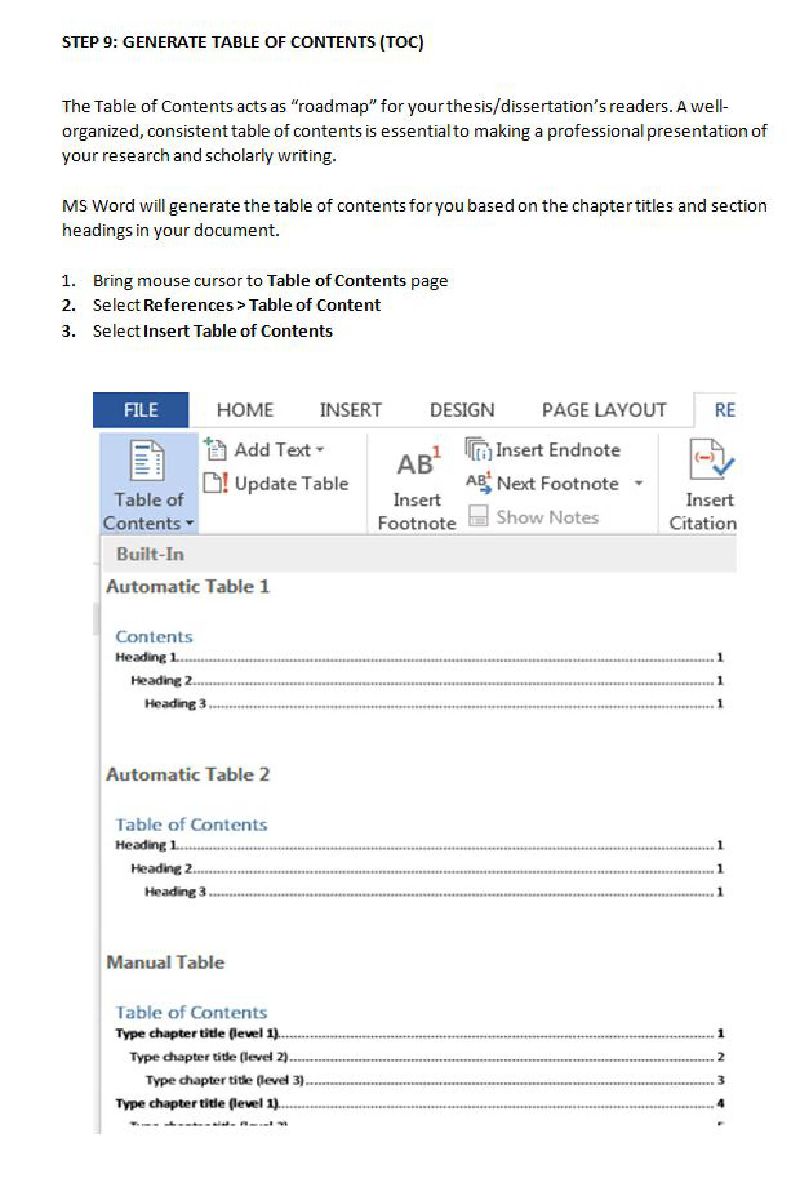 STEP 9: GENERATE TABLE OF CONTENTS (TOC)
The Table of Contents acts as “roadmap” for your thesis/dissertation’s readers. A well-
organized, consistent table of contents is essential to making a professional presentation of
your research and scholarly writing.
MS Word will generate the table of contents for you based on the chapter titles and section
headings in your document.
1. Bring mouse cursor to Table of Contents page
2. Select References > Table of Content
3. Select Insert Table of Contents
FILE HOME INSERT DESIGN PAGE LAYOUT RE
Table of Contents
Add Text
Update Table
AB1
Insert
Footnote
[i] Insert Endnote
AB1 Next Footnote
Show Notes
(-)
Insert
Citation
Built-In
Automatic Table 1
Contents
Heading 1 1
Heading 2 1
Heading 3 1
Automatic Table 2
Table of Contents
Heading 1 1
Heading 2 1
Heading 3 1
Manual Table
Table of Contents
Type chapter title (level 1) 1
Type chapter title (level 2) 2
Type chapter title (level 3) 3
Type chapter title (level 1) 4